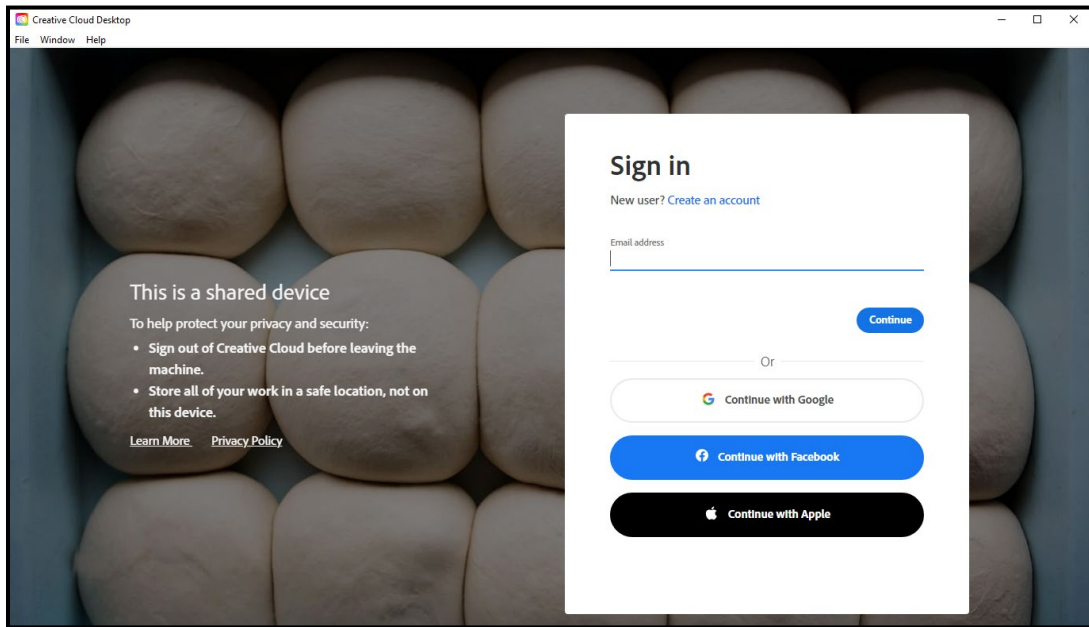 Creative Cloud Desktop
File Window Help
This is a shared device
To help protect your privacy and security:
• Sign out of Creative Cloud before leaving the
machine.
• Store all of your work in a safe location, not on
this device.
Learn More Privacy Policy
Sign in
New user? Create an account
Email address
Continue
Or
Continue with Google
Continue with Facebook
Continue with Apple